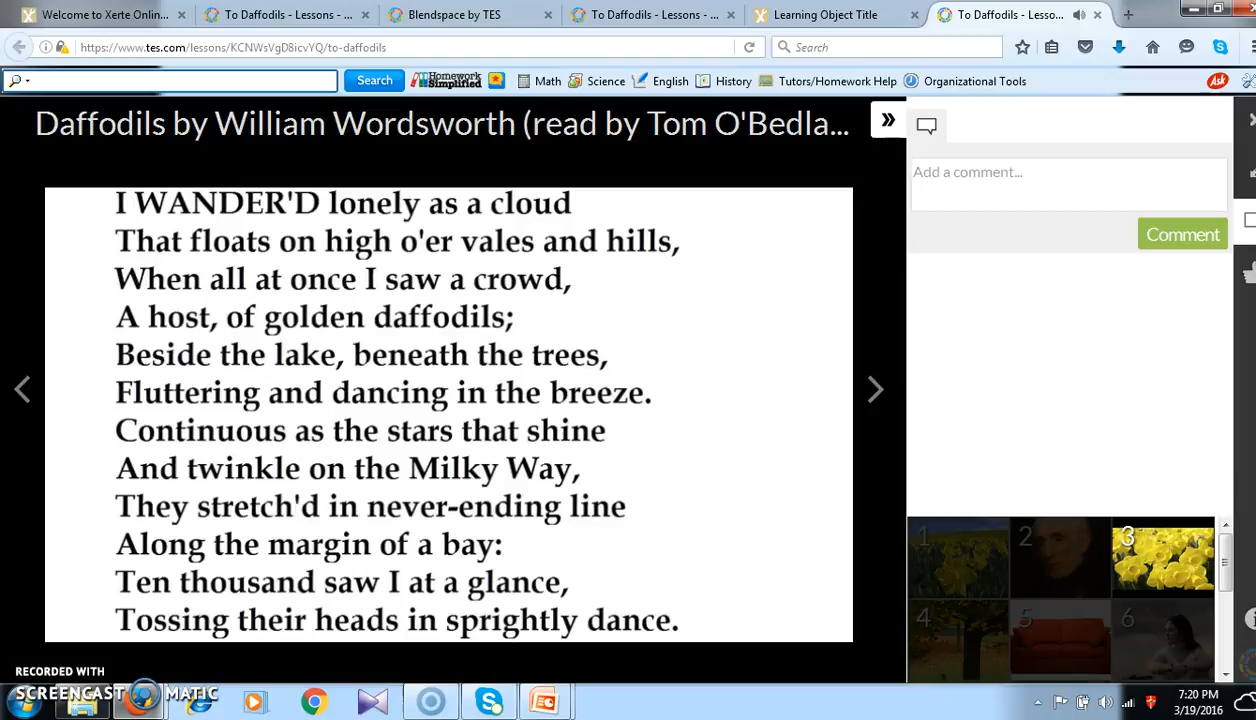 Welcome to Xerte Onlin...
To Daffodils - Lessons - ...
Blendspace by TES
To Daffodils - Lessons - ...
Learning Object Title
To Daffodils - Lesso...
https://www.tes.com/lessons/KCNWsVgD8icvYQ/to-daffodils
Search
Search
Homework Simplified
Math
Science
English
History
Tutors/Homework Help
Organizational Tools
Ask
Daffodils by William Wordsworth (read by Tom O'Bedla...
Add a comment...
Comment
I WANDER'D lonely as a cloud
That floats on high o'er vales and hills,
When all at once I saw a crowd,
A host, of golden daffodils;
Beside the lake, beneath the trees,
Fluttering and dancing in the breeze.
Continuous as the stars that shine
And twinkle on the Milky Way,
They stretch'd in never-ending line
Along the margin of a bay:
Ten thousand saw I at a glance,
Tossing their heads in sprightly dance.
1
2
3
4
5
6
RECORDED WITH
SCREENCAST MATIC
7:20 PM
3/19/2016